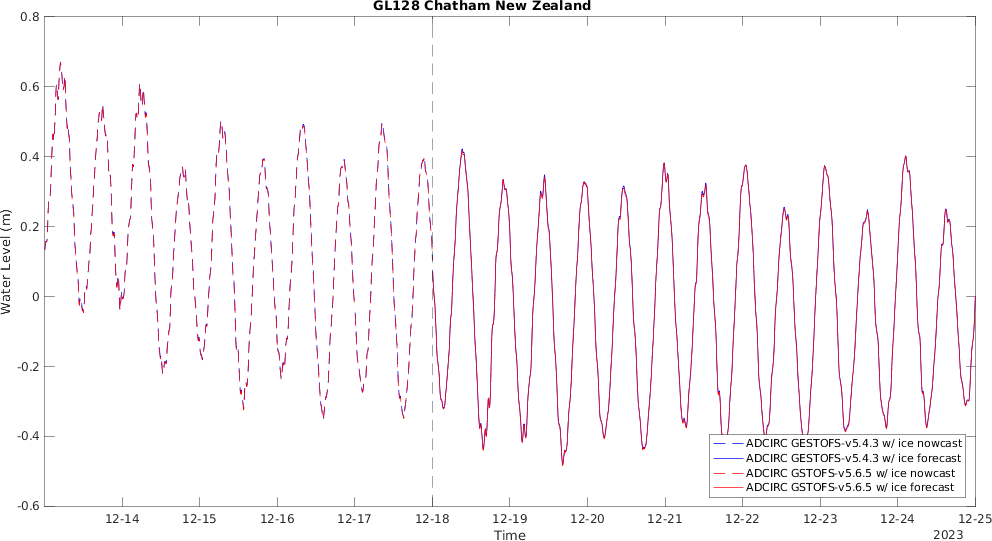 GL128 Chatham New Zealand
Water Level (m)
0.8
0.6
0.4
0.2
0
-0.2
-0.4
-0.6
12-14 12-15 12-16 12-17 12-18 12-19 12-20 12-21 12-22 12-23 12-24 12-25
Time
2023
ADCIRC GESTOFS-v5.4.3 w/ ice nowcast
ADCIRC GESTOFS-v5.4.3 w/ ice forecast
ADCIRC GSTOFS-v5.6.5 w/ ice nowcast
ADCIRC GSTOFS-v5.6.5 w/ ice forecast